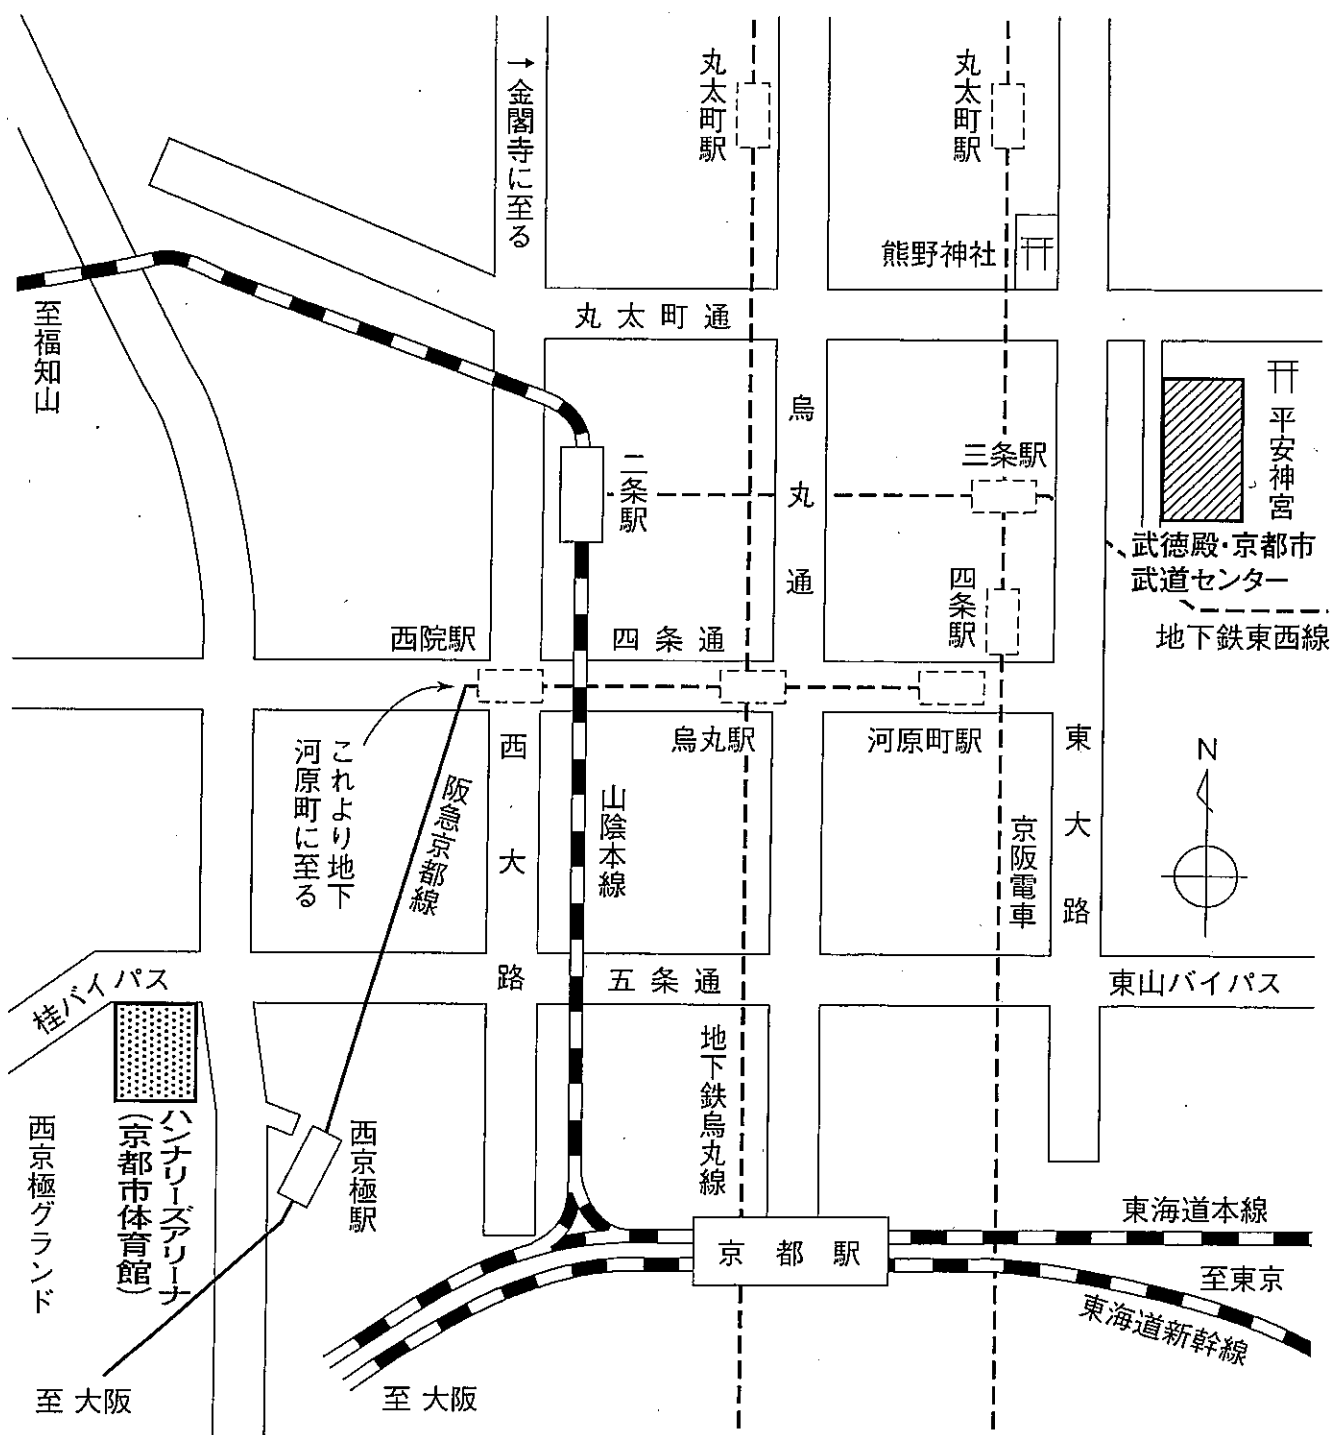 ↑金閣寺に至る
丸太町駅
丸太町駅
熊野神社
丸太町通
至福知山
烏丸通
二条駅
三条駅
平安神宮
武徳殿・京都市
武道センター
四条駅
地下鉄東西線
西院駅
四条通
烏丸駅
河原町駅
これより地下
河原町に至る
阪急京都線
西大路
山陰本線
京阪電車
東大路
N
桂バイパス
五条通
東山バイパス
地下鉄烏丸線
ハンナリーズアリーナ
(京都市体育館)
西京極グランド
西京極駅
京都駅
東海道本線
至東京
東海道新幹線
至 大阪
至 大阪